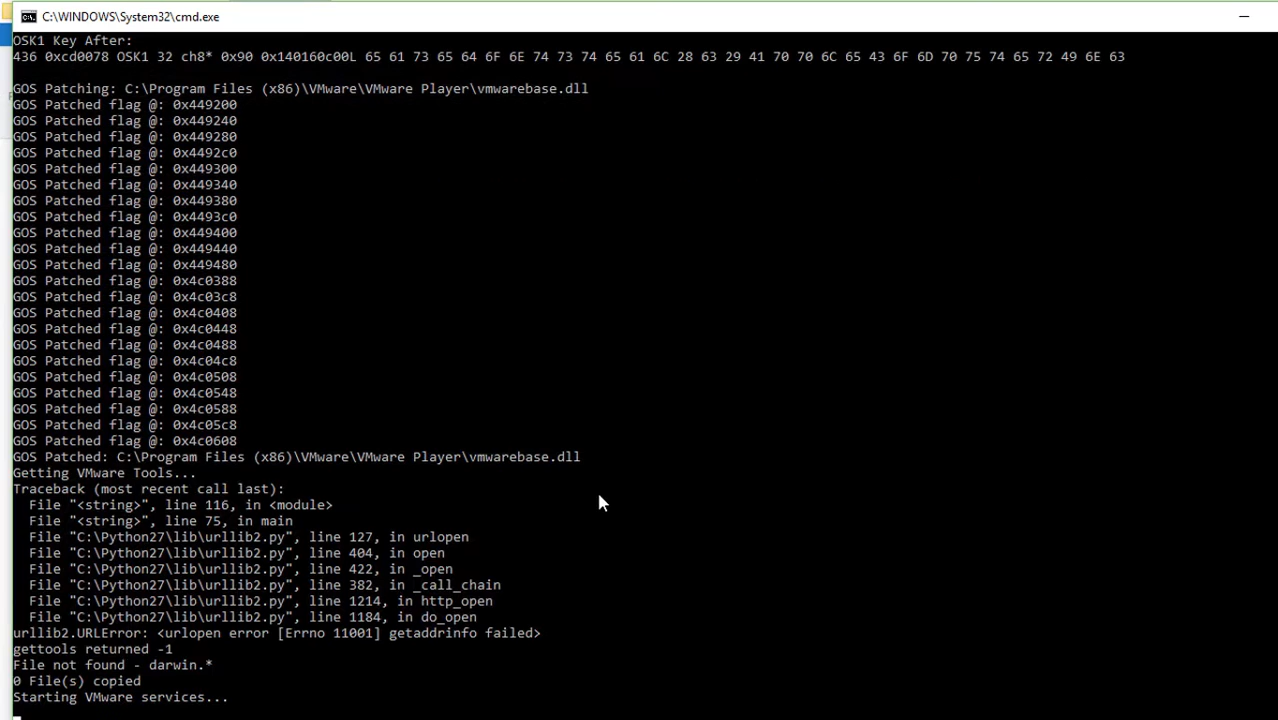 C:\WINDOWS\System32\cmd.exe
OSK1 Key After:
436 0xcd0078 OSK1 32 ch8* 0x90 0x140160c00L 65 61 73 65 64 6F 6E 74 73 74 65 61 6C 28 63 29 41 70 70 6C 65 43 6F 6D 70 75 74 65 72 49 6E 63
GOS Patching: C:\Program Files (x86)\VMware\VMware Player\vmwarebase.dll
GOS Patched flag @: 0x449200
GOS Patched flag @: 0x449240
GOS Patched flag @: 0x449280
GOS Patched flag @: 0x4492c0
GOS Patched flag @: 0x449300
GOS Patched flag @: 0x449340
GOS Patched flag @: 0x449380
GOS Patched flag @: 0x4493c0
GOS Patched flag @: 0x449400
GOS Patched flag @: 0x449440
GOS Patched flag @: 0x449480
GOS Patched flag @: 0x4c0388
GOS Patched flag @: 0x4c03c8
GOS Patched flag @: 0x4c0408
GOS Patched flag @: 0x4c0448
GOS Patched flag @: 0x4c0488
GOS Patched flag @: 0x4c04c8
GOS Patched flag @: 0x4c0508
GOS Patched flag @: 0x4c0548
GOS Patched flag @: 0x4c0588
GOS Patched flag @: 0x4c05c8
GOS Patched flag @: 0x4c0608
GOS Patched: C:\Program Files (x86)\VMware\VMware Player\vmwarebase.dll
Getting VMware Tools...
Traceback (most recent call last):
  File "<string>", line 116, in <module>
  File "<string>", line 75, in main
  File "C:\Python27\lib\urllib2.py", line 127, in urlopen
  File "C:\Python27\lib\urllib2.py", line 404, in open
  File "C:\Python27\lib\urllib2.py", line 422, in _open
  File "C:\Python27\lib\urllib2.py", line 382, in _call_chain
  File "C:\Python27\lib\urllib2.py", line 1214, in http_open
  File "C:\Python27\lib\urllib2.py", line 1184, in do_open
urllib2.URLError: <urlopen error [Errno 11001] getaddrinfo failed>
gettools returned -1
File not found - darwin.*
0 File(s) copied
Starting VMware services...